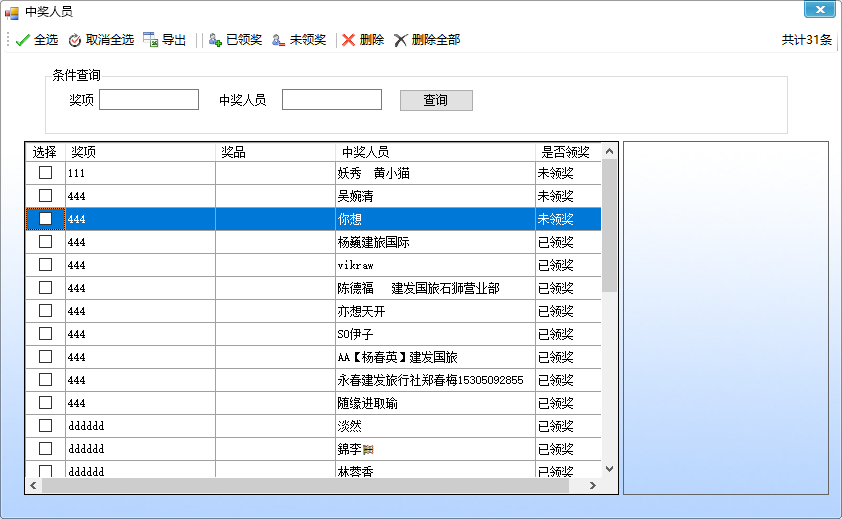 中奖人员
全选 取消全选 导出 已领奖 未领奖 删除 删除全部 共计31条
条件查询
奖项 中奖人员 查询
选择 奖项 奖品 中奖人员 是否领奖
111 妖秀 黄小猫 未领奖
444 吴婉清 未领奖
444 你想 未领奖
444 杨巍建旅国际 已领奖
444 vikraw 已领奖
444 陈德福 建发国旅石狮营业部 已领奖
444 亦想天开 已领奖
444 SO伊子 已领奖
444 AA【杨春英】建发国旅 已领奖
444 永春建发旅行社郑春梅15305092855 已领奖
444 随缘进取瑜 已领奖
dddddd 淡然 已领奖
dddddd 錦李 已领奖
dddddd 林蓉香 已领奖